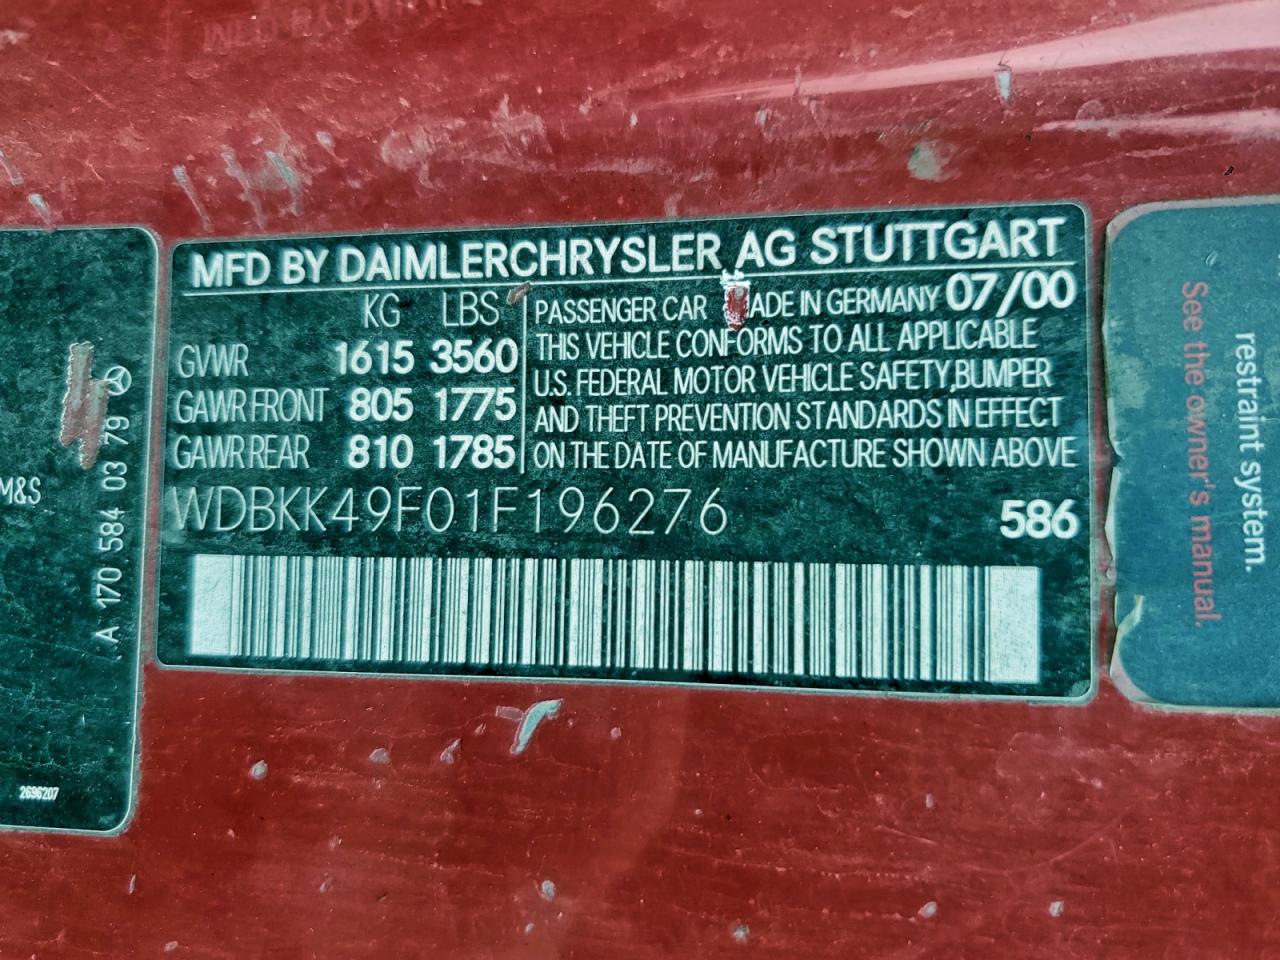 MFD BY DAIMLERCHRYSLER AG STUTTGART
KG LBS
GVWR 1615 3560
GAWR FRONT 805 1775
GAWR REAR 810 1785
PASSENGER CAR ADE IN GERMANY 07/00
THIS VEHICLE CONFORMS TO ALL APPLICABLE
U.S. FEDERAL MOTOR VEHICLE SAFETY,BUMPER
AND THEFT PREVENTION STANDARDS IN EFFECT
ON THE DATE OF MANUFACTURE SHOWN ABOVE
WDBKK49F01F196276 586
M&S
A 170 584 03 79
2696207
restraint system.
See the owner's manual.